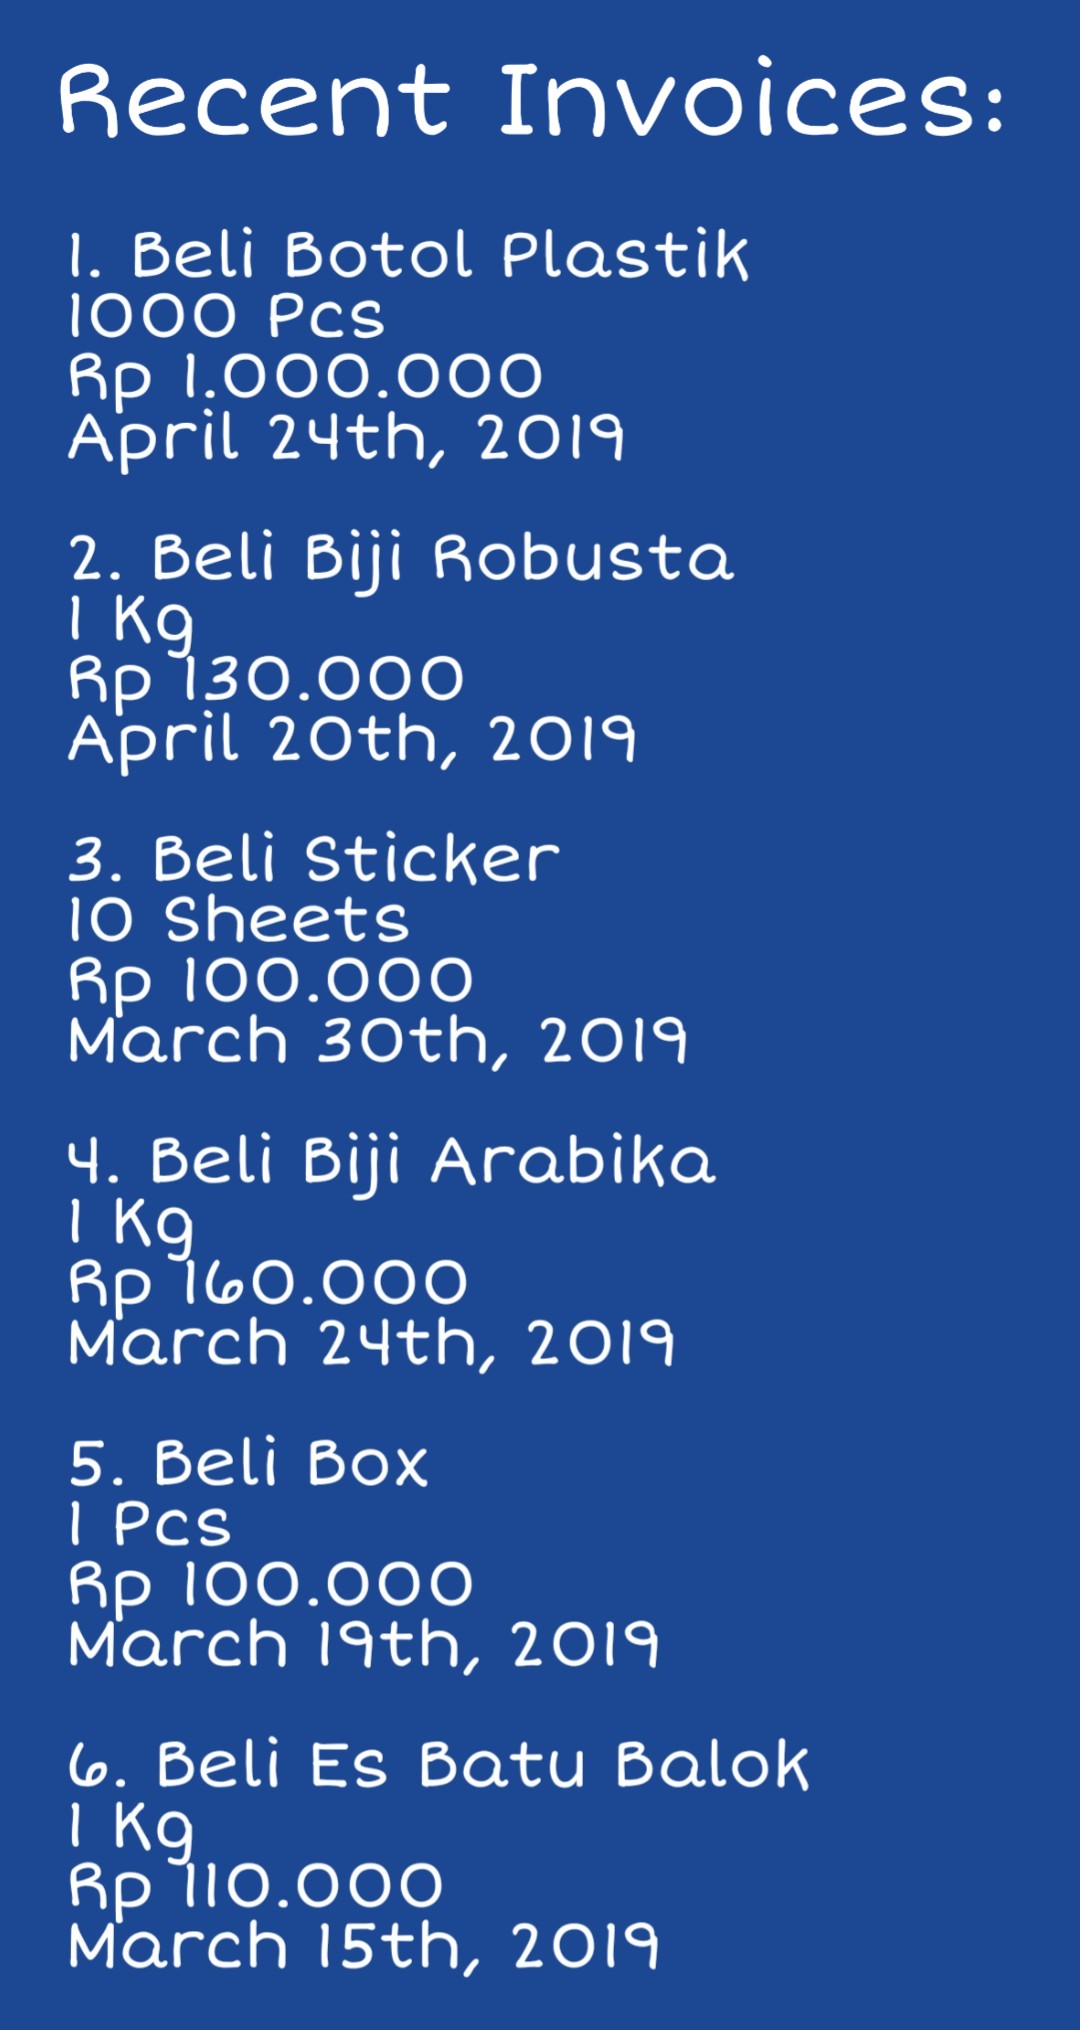 Recent Invoices:
1. Beli Botol Plastik
1000 Pcs
Rp 1.000.000
April 24th, 2019
2. Beli Biji Robusta
1 Kg
Rp 130.000
April 20th, 2019
3. Beli Sticker
10 Sheets
Rp 100.000
March 30th, 2019
4. Beli Biji Arabika
1 Kg
Rp 160.000
March 24th, 2019
5. Beli Box
1 Pcs
Rp 100.000
March 19th, 2019
6. Beli Es Batu Balok
1 Kg
Rp 110.000
March 15th, 2019